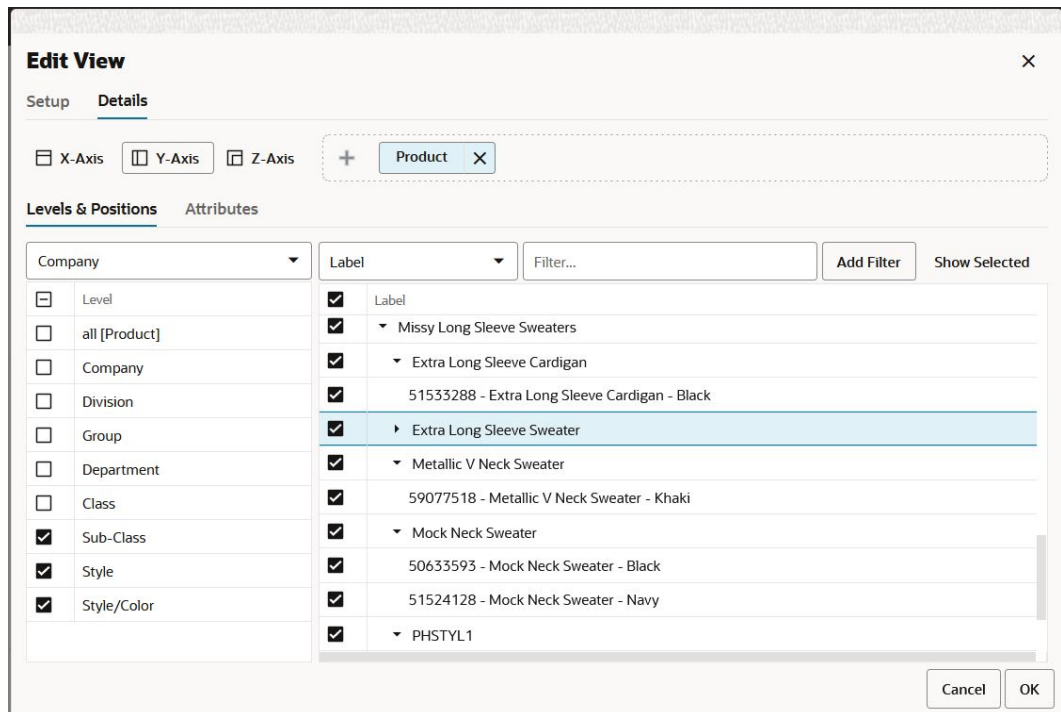 Edit View
Setup Details
X-Axis Y-Axis Z-Axis Product
Levels & Positions Attributes
Company Label Filter... Add Filter Show Selected
Level Label
all [Product] Missy Long Sleeve Sweaters
Company Extra Long Sleeve Cardigan
Division 51533288 - Extra Long Sleeve Cardigan - Black
Group Extra Long Sleeve Sweater
Department Metallic V Neck Sweater
Class 59077518 - Metallic V Neck Sweater - Khaki
Sub-Class Mock Neck Sweater
Style 50633593 - Mock Neck Sweater - Black
Style/Color 51524128 - Mock Neck Sweater - Navy
PHSTYL1
Cancel OK